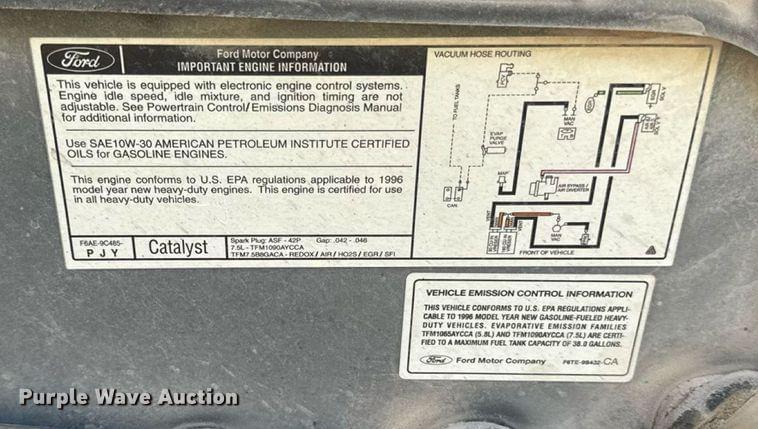 Ford
Ford Motor Company
IMPORTANT ENGINE INFORMATION
This vehicle is equipped with electronic engine control systems.
Engine idle speed, idle mixture, and ignition timing are not
adjustable. See Powertrain Control/Emissions Diagnosis Manual
for additional information.
Use SAE10W-30 AMERICAN PETROLEUM INSTITUTE CERTIFIED
OILS for GASOLINE ENGINES.
This engine conforms to U.S. EPA regulations applicable to 1996
model year new heavy-duty engines. This engine is certified for use
in all heavy-duty vehicles.
F6AE-9C485-
P J Y
Catalyst
Spark Plug: ASF - 42P Gap: .042 - .046
7.5L - TFM1090AYCCA
TFM7.5B8GACA - REDOX / AIR / HO2S / EGR / SFI
VACUUM HOSE ROUTING
TO FUEL TANKS
PCV
MAN
VAC
EGR
SOL V
EVAP
PURGE
VALVE
MAP
CAN
AIR BYPASS /
AIR DIVERTER
VENT
VENT
MAN
VAC
FRONT OF VEHICLE
VEHICLE EMISSION CONTROL INFORMATION
THIS VEHICLE CONFORMS TO U.S. EPA REGULATIONS APPLI-
CABLE TO 1996 MODEL YEAR NEW GASOLINE-FUELED HEAVY-
DUTY VEHICLES. EVAPORATIVE EMISSION FAMILIES
TFM1065AYCCA (5.8L) AND TFM1090AYCCA (7.5L) ARE CERTI-
FIED TO A MAXIMUM FUEL TANK CAPACITY OF 38.0 GALLONS.
Ford
Ford Motor Company
F6TE-9B432-CA
Purple Wave Auction